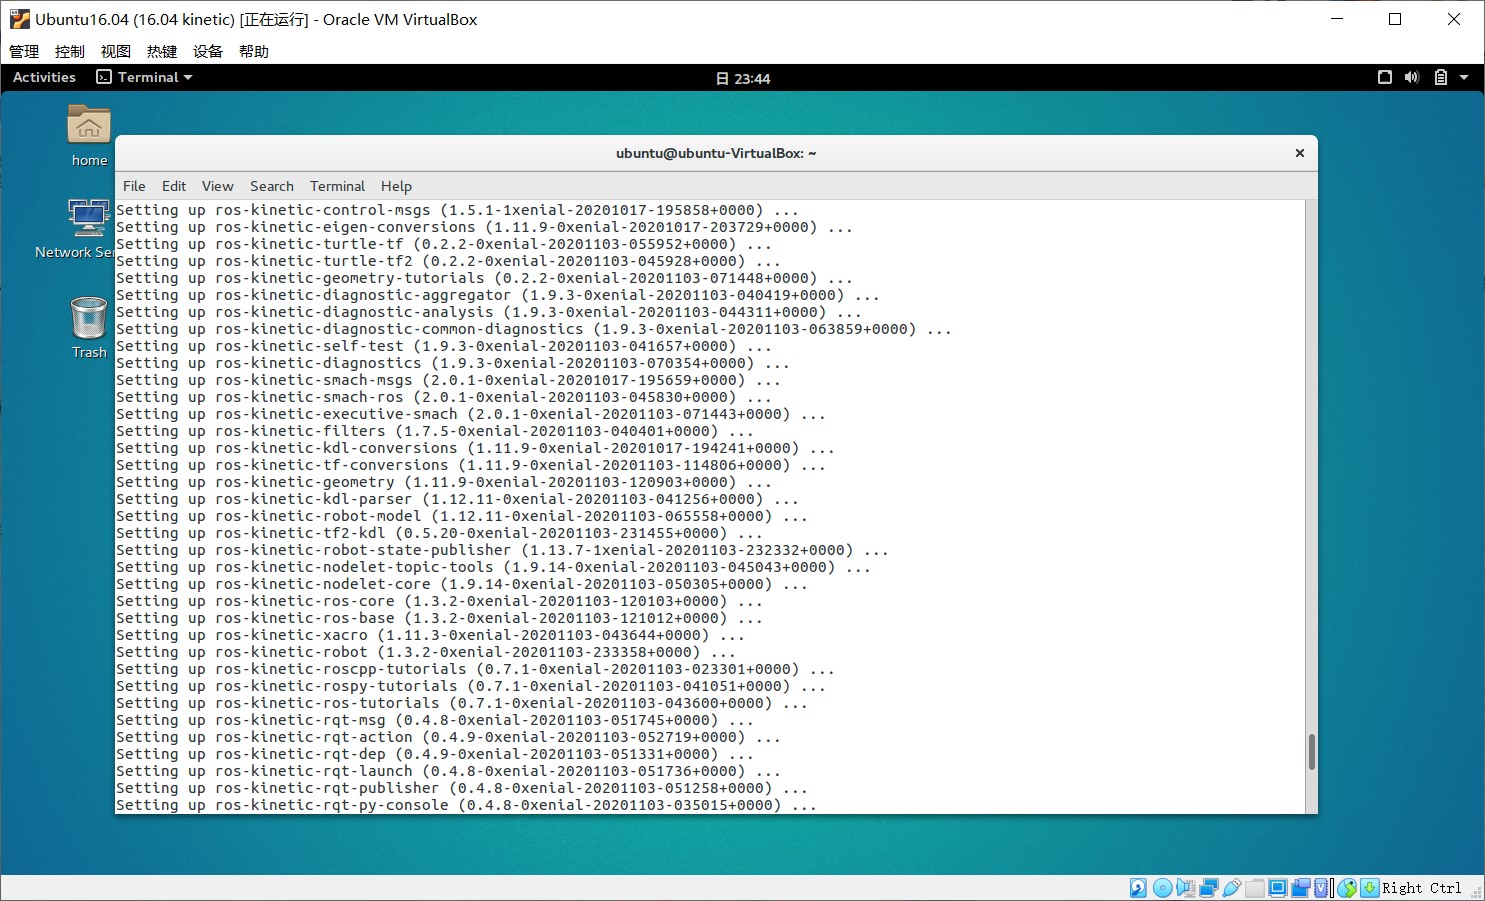 Ubuntu16.04 (16.04 kinetic) [正在运行] - Oracle VM VirtualBox
管理 控制 视图 热键 设备 帮助
Activities Terminal 日 23:44
home
Network Ser
Trash
ubuntu@ubuntu-VirtualBox: ~
File Edit View Search Terminal Help
Setting up ros-kinetic-control-msgs (1.5.1-1xenial-20201017-195858+0000) ...
Setting up ros-kinetic-eigen-conversions (1.11.9-0xenial-20201017-203729+0000) ...
Setting up ros-kinetic-turtle-tf (0.2.2-0xenial-20201103-055952+0000) ...
Setting up ros-kinetic-turtle-tf2 (0.2.2-0xenial-20201103-045928+0000) ...
Setting up ros-kinetic-geometry-tutorials (0.2.2-0xenial-20201103-071448+0000) ...
Setting up ros-kinetic-diagnostic-aggregator (1.9.3-0xenial-20201103-040419+0000) ...
Setting up ros-kinetic-diagnostic-analysis (1.9.3-0xenial-20201103-044311+0000) ...
Setting up ros-kinetic-diagnostic-common-diagnostics (1.9.3-0xenial-20201103-063859+0000) ...
Setting up ros-kinetic-self-test (1.9.3-0xenial-20201103-041657+0000) ...
Setting up ros-kinetic-diagnostics (1.9.3-0xenial-20201103-070354+0000) ...
Setting up ros-kinetic-smach-msgs (2.0.1-0xenial-20201017-195659+0000) ...
Setting up ros-kinetic-smach-ros (2.0.1-0xenial-20201103-045830+0000) ...
Setting up ros-kinetic-executive-smach (2.0.1-0xenial-20201103-071443+0000) ...
Setting up ros-kinetic-filters (1.7.5-0xenial-20201103-040401+0000) ...
Setting up ros-kinetic-kdl-conversions (1.11.9-0xenial-20201017-194241+0000) ...
Setting up ros-kinetic-tf-conversions (1.11.9-0xenial-20201103-114806+0000) ...
Setting up ros-kinetic-geometry (1.11.9-0xenial-20201103-120903+0000) ...
Setting up ros-kinetic-kdl-parser (1.12.11-0xenial-20201103-041256+0000) ...
Setting up ros-kinetic-robot-model (1.12.11-0xenial-20201103-065558+0000) ...
Setting up ros-kinetic-tf2-kdl (0.5.20-0xenial-20201103-231455+0000) ...
Setting up ros-kinetic-robot-state-publisher (1.13.7-1xenial-20201103-232332+0000) ...
Setting up ros-kinetic-nodelet-topic-tools (1.9.14-0xenial-20201103-045043+0000) ...
Setting up ros-kinetic-nodelet-core (1.9.14-0xenial-20201103-050305+0000) ...
Setting up ros-kinetic-ros-core (1.3.2-0xenial-20201103-120103+0000) ...
Setting up ros-kinetic-ros-base (1.3.2-0xenial-20201103-121012+0000) ...
Setting up ros-kinetic-xacro (1.11.3-0xenial-20201103-043644+0000) ...
Setting up ros-kinetic-robot (1.3.2-0xenial-20201103-233358+0000) ...
Setting up ros-kinetic-roscpp-tutorials (0.7.1-0xenial-20201103-023301+0000) ...
Setting up ros-kinetic-rospy-tutorials (0.7.1-0xenial-20201103-041051+0000) ...
Setting up ros-kinetic-ros-tutorials (0.7.1-0xenial-20201103-043600+0000) ...
Setting up ros-kinetic-rqt-msg (0.4.8-0xenial-20201103-051745+0000) ...
Setting up ros-kinetic-rqt-action (0.4.9-0xenial-20201103-052719+0000) ...
Setting up ros-kinetic-rqt-dep (0.4.9-0xenial-20201103-051331+0000) ...
Setting up ros-kinetic-rqt-launch (0.4.8-0xenial-20201103-051736+0000) ...
Setting up ros-kinetic-rqt-publisher (0.4.8-0xenial-20201103-051258+0000) ...
Setting up ros-kinetic-rqt-py-console (0.4.8-0xenial-20201103-035015+0000) ...
Right Ctrl